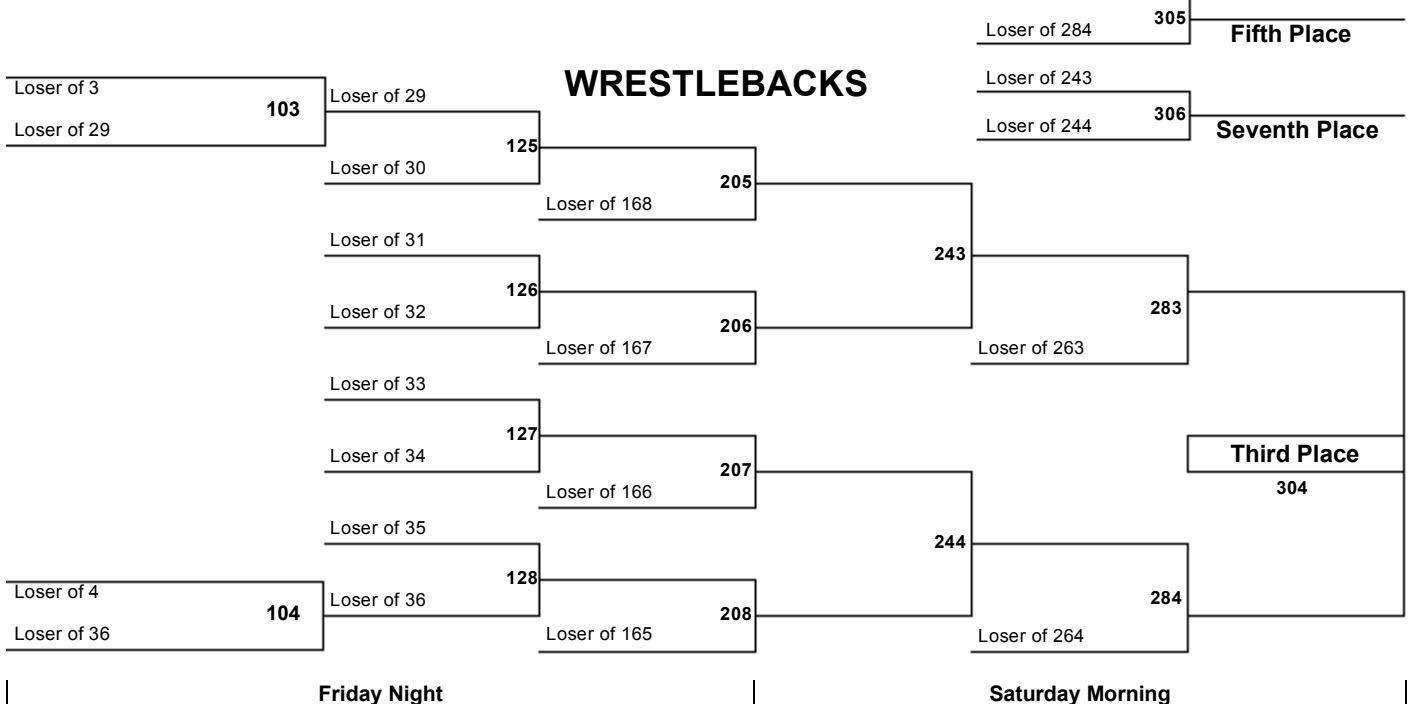 305
Loser of 284
Fifth Place
WRESTLEBACKS
Loser of 243
306
Loser of 244
Seventh Place
Loser of 3
103
Loser of 29
Loser of 29
125
Loser of 30
205
Loser of 168
Loser of 31
243
126
Loser of 32
206
283
Loser of 167
Loser of 263
Loser of 33
127
Loser of 34
207
Third Place
Loser of 166
304
Loser of 35
244
128
Loser of 4
104
Loser of 36
Loser of 36
208
284
Loser of 165
Loser of 264
Friday Night
Saturday Morning